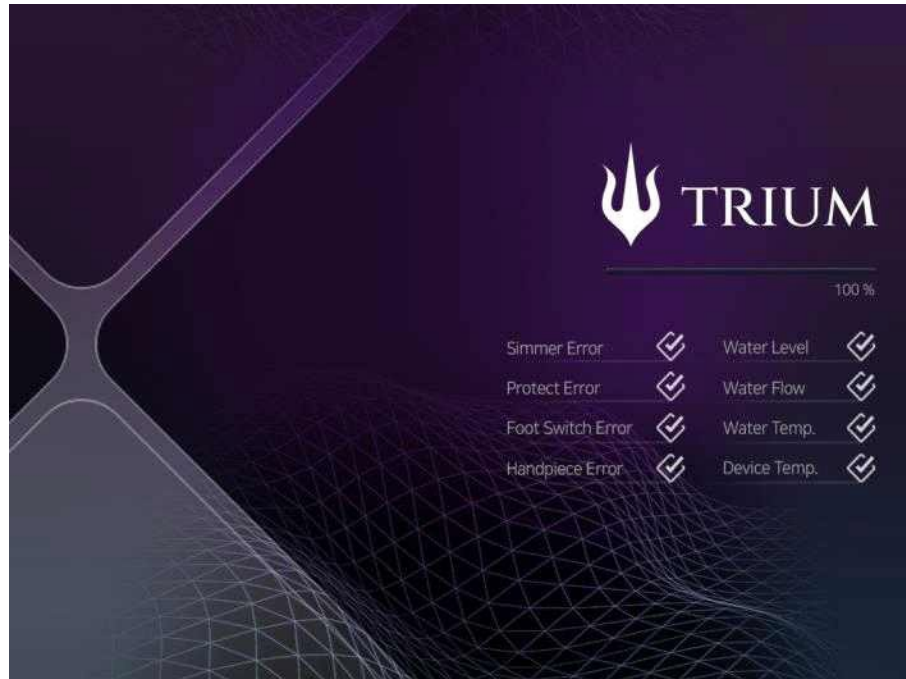 TRIUM
100 %
Simmer Error
Water Level
Protect Error
Water Flow
Foot Switch Error
Water Temp.
Handpiece Error
Device Temp.